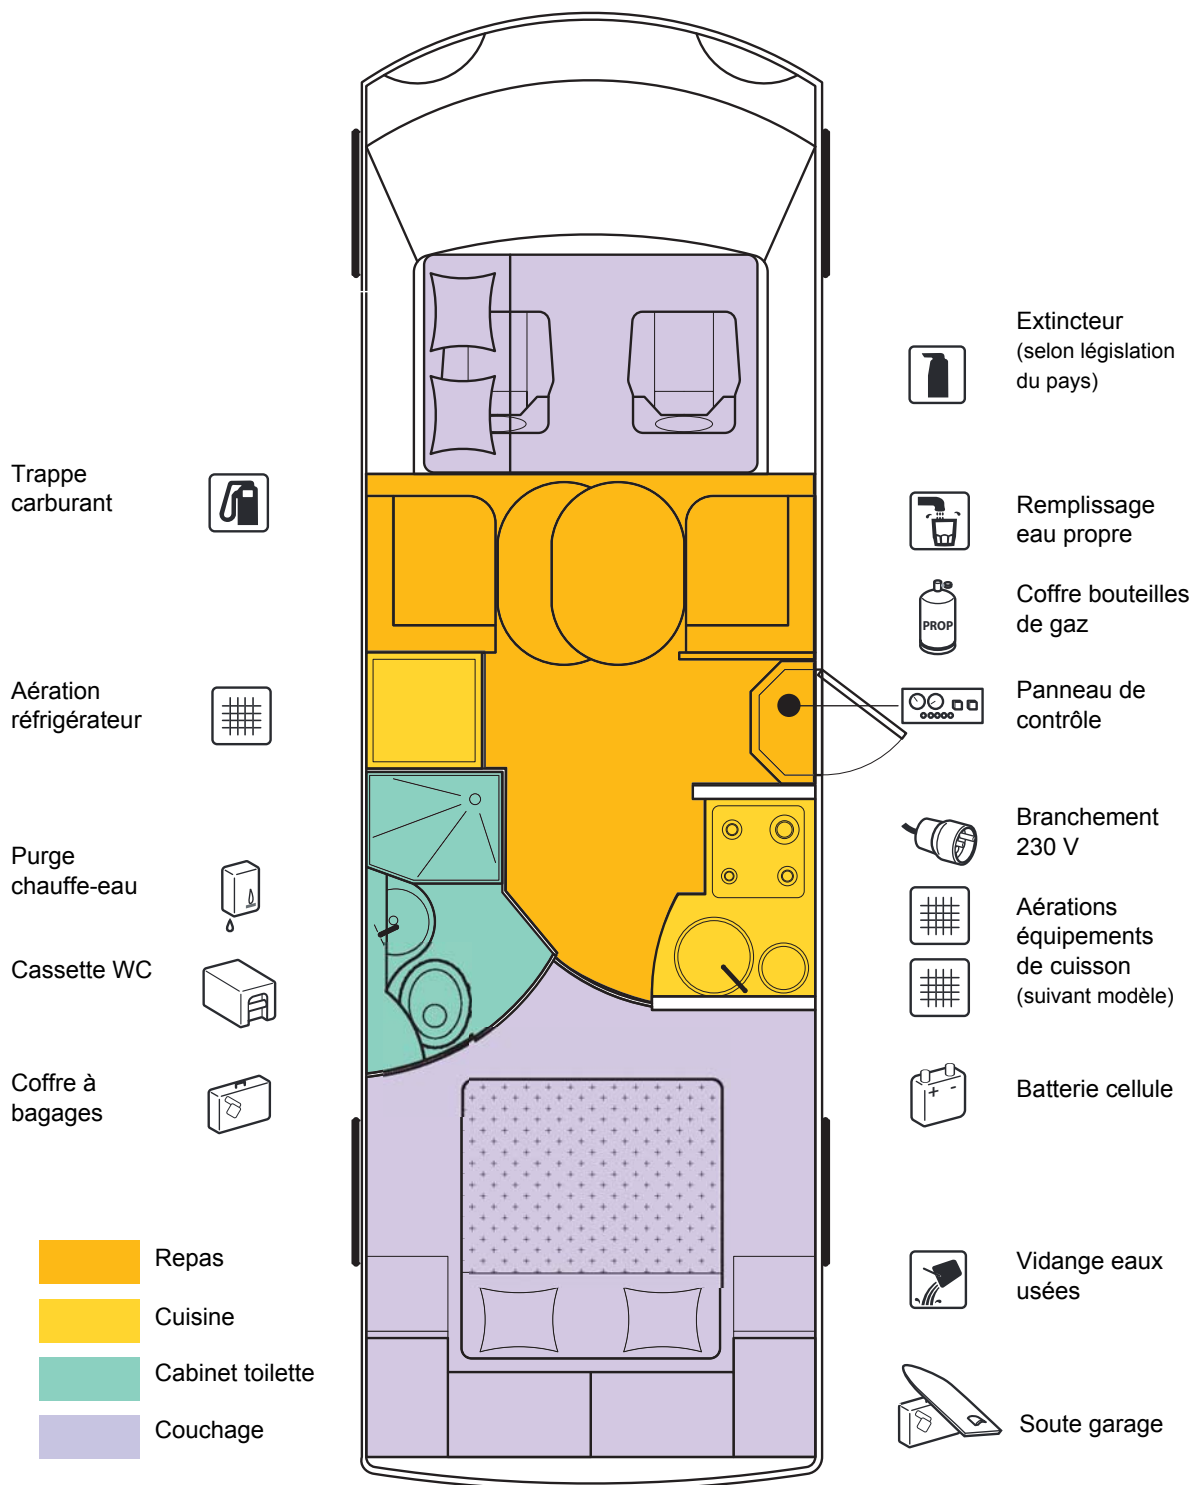 Trappe
carburant
Aération
réfrigérateur
Purge
chauffe-eau
Cassette WC
Coffre à
bagages
Repas
Cuisine
Cabinet toilette
Couchage
Extincteur
(selon législation
du pays)
Remplissage
eau propre
PROP
Coffre bouteilles
de gaz
Panneau de
contrôle
Branchement
230 V
Aérations
équipements
de cuisson
(suivant modèle)
+ -
Batterie cellule
Vidange eaux
usées
Soute garage